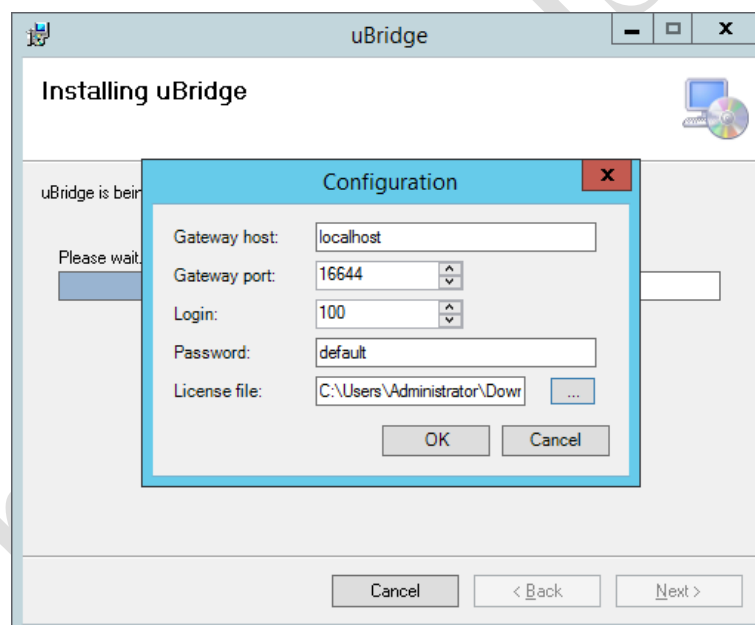 uBridge
Installing uBridge
uBridge is bein
Please wait.
Configuration
Gateway host: localhost
Gateway port: 16644
Login: 100
Password: default
License file: C:\Users\Administrator\Dowr ...
OK Cancel
Cancel < Back Next >